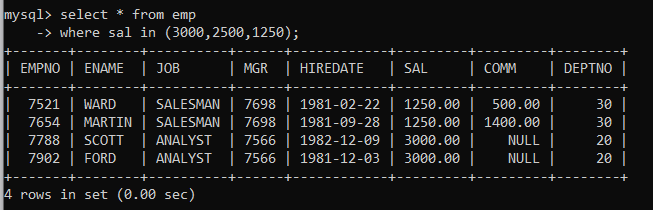 mysql> select * from emp
    -> where sal in (3000,2500,1250);
+-------+--------+----------+------+------------+---------+---------+--------+
| EMPNO | ENAME  | JOB      | MGR  | HIREDATE   | SAL     | COMM    | DEPTNO |
+-------+--------+----------+------+------------+---------+---------+--------+
|  7521 | WARD   | SALESMAN | 7698 | 1981-02-22 | 1250.00 |  500.00 |     30 |
|  7654 | MARTIN | SALESMAN | 7698 | 1981-09-28 | 1250.00 | 1400.00 |     30 |
|  7788 | SCOTT  | ANALYST  | 7566 | 1982-12-09 | 3000.00 |    NULL |     20 |
|  7902 | FORD   | ANALYST  | 7566 | 1981-12-03 | 3000.00 |    NULL |     20 |
+-------+--------+----------+------+------------+---------+---------+--------+
4 rows in set (0.00 sec)